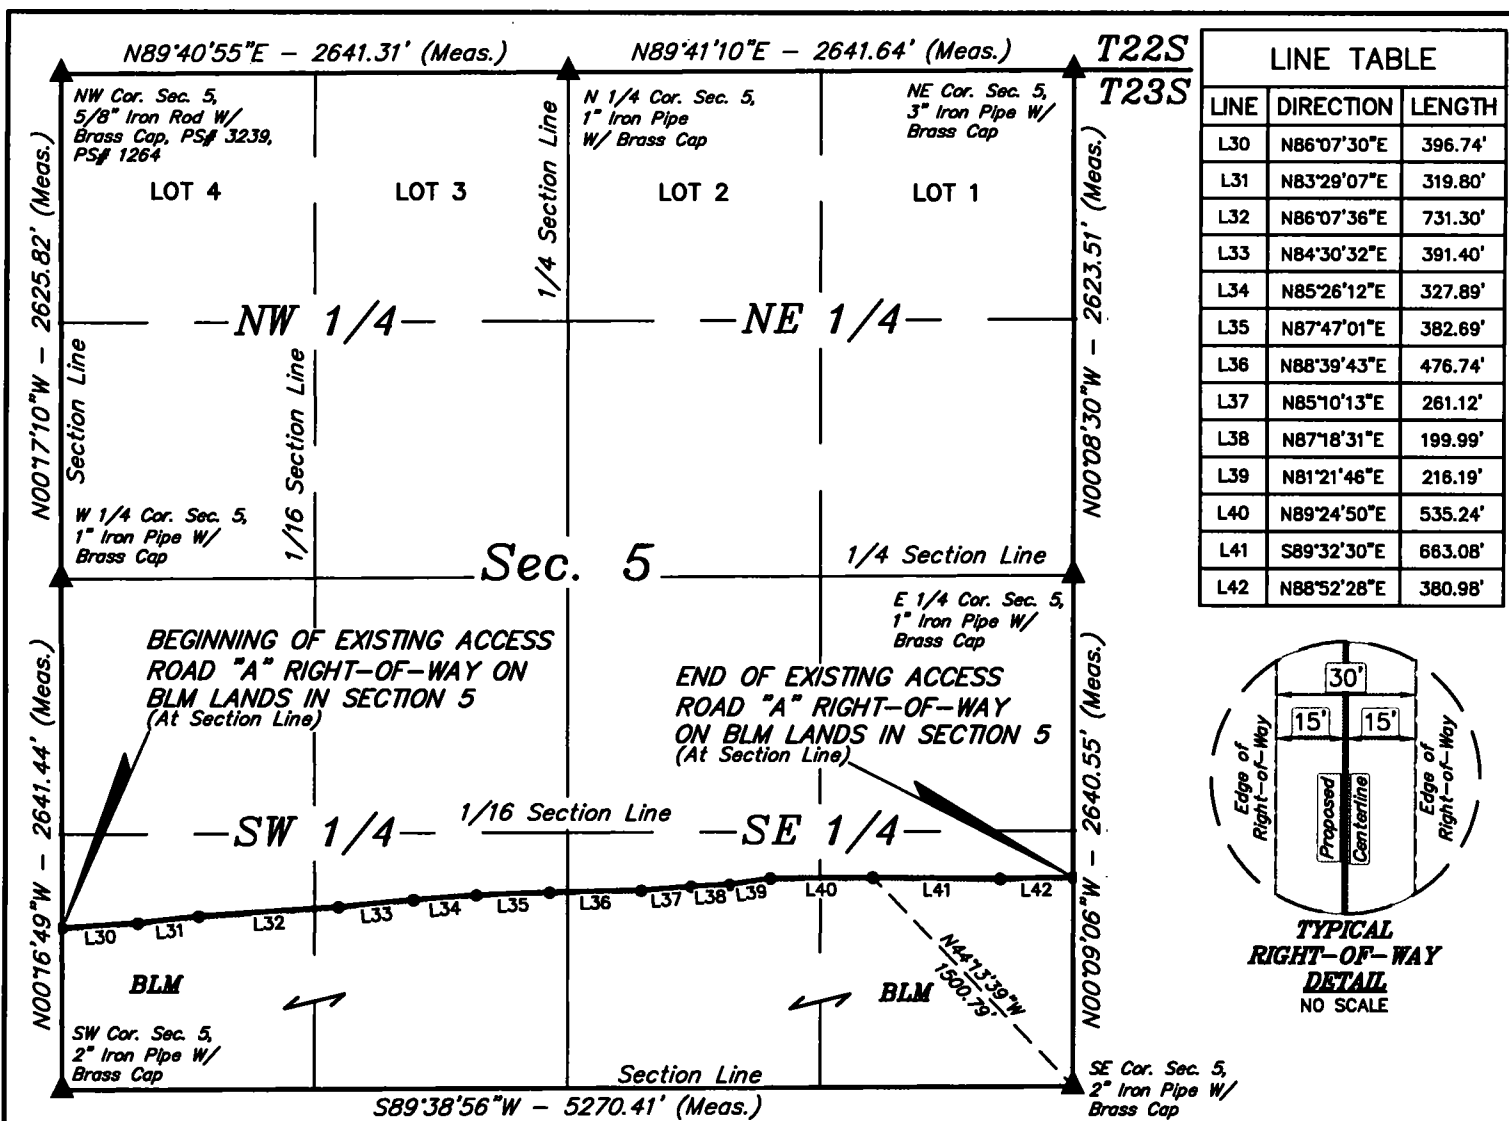 N89°40'55"E - 2641.31' (Meas.)
N89°41'10"E - 2641.64' (Meas.)
T22S
T23S
NW Cor. Sec. 5,
5/8" Iron Rod W/
Brass Cap, PS# 3239,
PS# 1264
N 1/4 Cor. Sec. 5,
1" Iron Pipe
W/ Brass Cap
NE Cor. Sec. 5,
3" Iron Pipe W/
Brass Cap
LOT 4
LOT 3
LOT 2
LOT 1
1/4 Section Line
N00°17'10"W - 2625.82' (Meas.)
Section Line
1/16 Section Line
N00°08'30"W - 2623.51' (Meas.)
NW 1/4
NE 1/4
W 1/4 Cor. Sec. 5,
1" Iron Pipe W/
Brass Cap
Sec. 5
1/4 Section Line
E 1/4 Cor. Sec. 5,
1" Iron Pipe W/
Brass Cap
BEGINNING OF EXISTING ACCESS
ROAD "A" RIGHT-OF-WAY ON
BLM LANDS IN SECTION 5
(At Section Line)
END OF EXISTING ACCESS
ROAD "A" RIGHT-OF-WAY
ON BLM LANDS IN SECTION 5
(At Section Line)
N00°16'49"W - 2641.44' (Meas.)
N00°09'06"W - 2640.55' (Meas.)
SW 1/4
1/16 Section Line
SE 1/4
L30
L31
L32
L33
L34
L35
L36
L37
L38
L39
L40
L41
L42
BLM
BLM
N44°13'39"W
1500.79'
SW Cor. Sec. 5,
2" Iron Pipe W/
Brass Cap
Section Line
S89°38'56"W - 5270.41' (Meas.)
SE Cor. Sec. 5,
2" Iron Pipe W/
Brass Cap
LINE TABLE
LINE DIRECTION LENGTH
L30 N86°07'30"E 396.74'
L31 N83°29'07"E 319.80'
L32 N86°07'36"E 731.30'
L33 N84°30'32"E 391.40'
L34 N85°26'12"E 327.89'
L35 N87°47'01"E 382.69'
L36 N88°39'43"E 476.74'
L37 N85°10'13"E 261.12'
L38 N87°18'31"E 199.99'
L39 N81°21'46"E 216.19'
L40 N89°24'50"E 535.24'
L41 S89°32'30"E 663.08'
L42 N88°52'28"E 380.98'
30'
15' 15'
Edge of
Right-of-Way
Proposed
Centerline
Edge of
Right-of-Way
TYPICAL
RIGHT-OF-WAY
DETAIL
NO SCALE